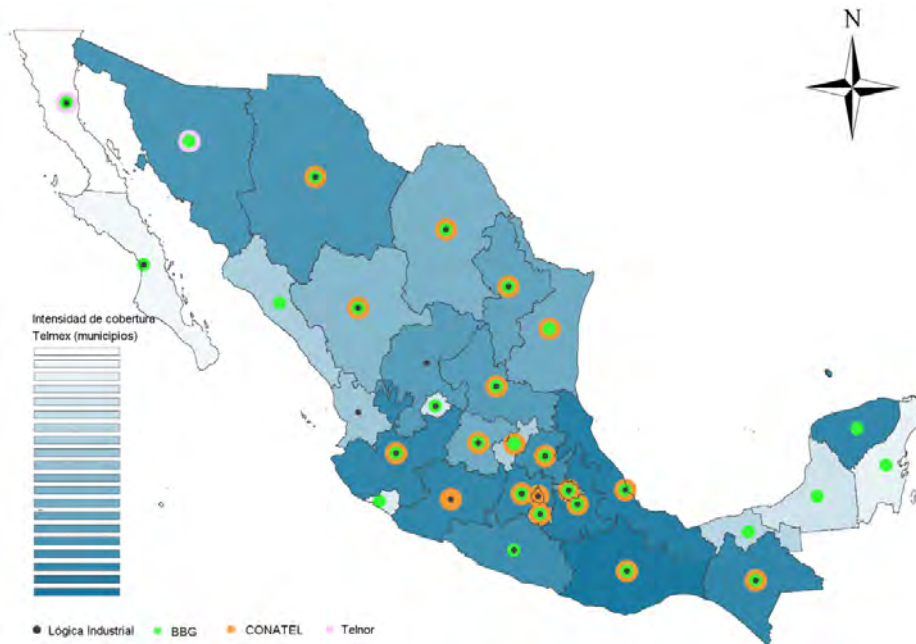 N
Intensidad de cobertura
Telmex (municipios)
Lógica Industrial BBG CONATEL Telnor